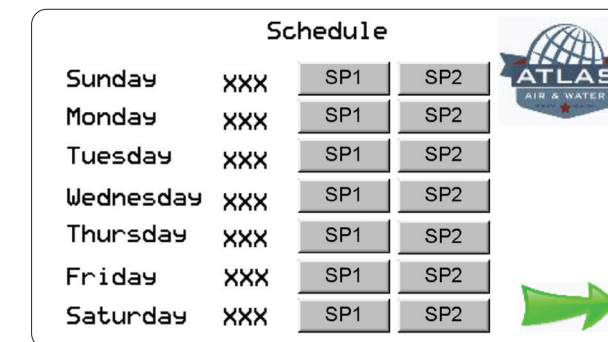 Schedule
Sunday xxx SP1 SP2
Monday xxx SP1 SP2
Tuesday xxx SP1 SP2
Wednesday xxx SP1 SP2
Thursday xxx SP1 SP2
Friday xxx SP1 SP2
Saturday xxx SP1 SP2
ATLAS
AIR & WATER